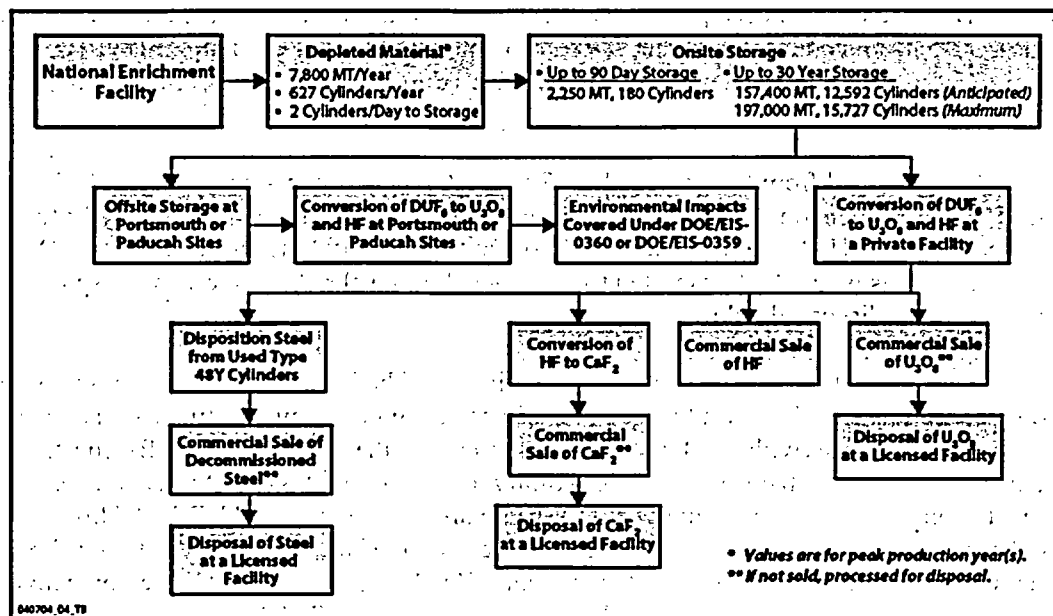 National Enrichment
Facility
Depleted Material*
• 7,800 MT/Year
• 627 Cylinders/Year
• 2 Cylinders/Day to Storage
Onsite Storage
• Up to 90 Day Storage
2,250 MT, 180 Cylinders
• Up to 30 Year Storage
157,400 MT, 12,592 Cylinders (Anticipated)
197,000 MT, 15,727 Cylinders (Maximum)
Offsite Storage at
Portsmouth or
Paducah Sites
Conversion of DUF₆ to U₃O₈
and HF at Portsmouth or
Paducah Sites
Environmental Impacts
Covered Under DOE/EIS-
0360 or DOE/EIS-0359
Conversion of DUF₆
to U₃O₈ and HF at
a Private Facility
Disposition Steel
from Used Type
48Y Cylinders
Conversion of
HF to CaF₂
Commercial Sale
of HF
Commercial Sale
of U₃O₈**
Commercial Sale of
Decommissioned
Steel**
Commercial
Sale of CaF₂**
Disposal of U₃O₈
at a Licensed Facility
Disposal of Steel
at a Licensed
Facility
Disposal of CaF₂
at a Licensed Facility
* Values are for peak production year(s).
** If not sold, processed for disposal.
040704_04_TB